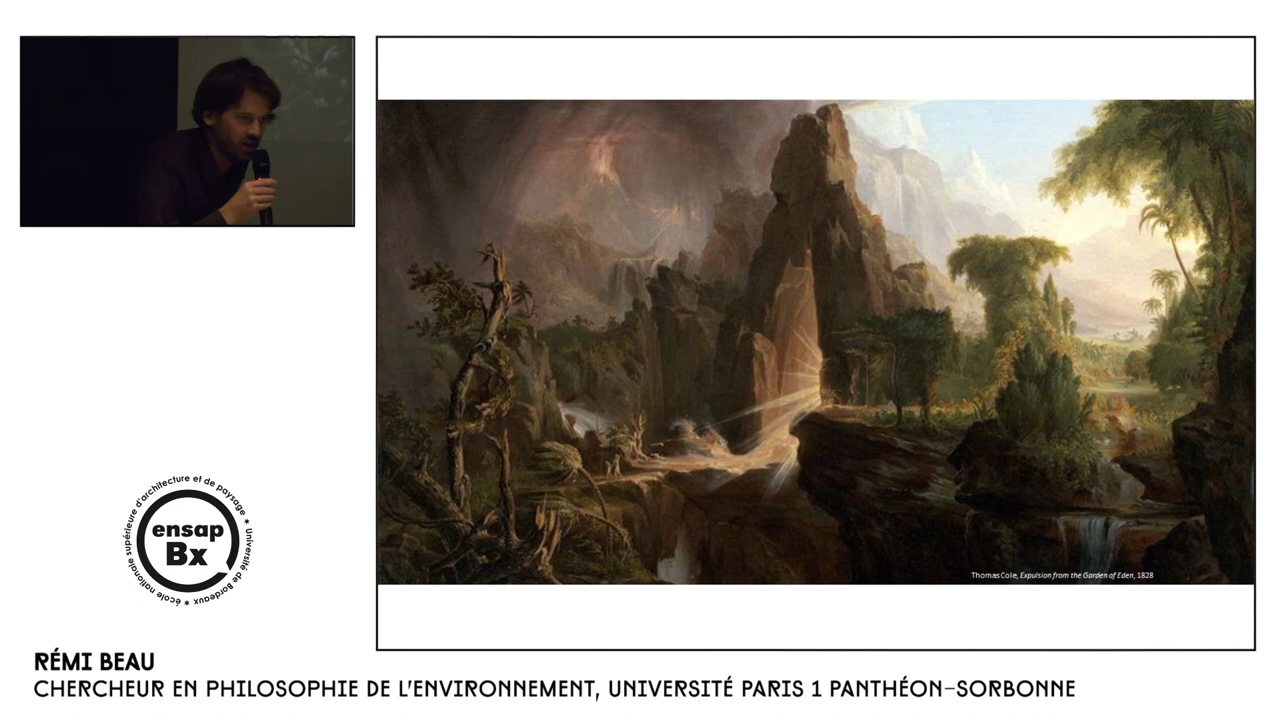 Thomas Cole, Expulsion from the Garden of Eden, 1828
école nationale supérieure d'architecture et de paysage * Université de Bordeaux *
ensap
Bx
RÉMI BEAU
CHERCHEUR EN PHILOSOPHIE DE L'ENVIRONNEMENT, UNIVERSITÉ PARIS 1 PANTHÉON-SORBONNE